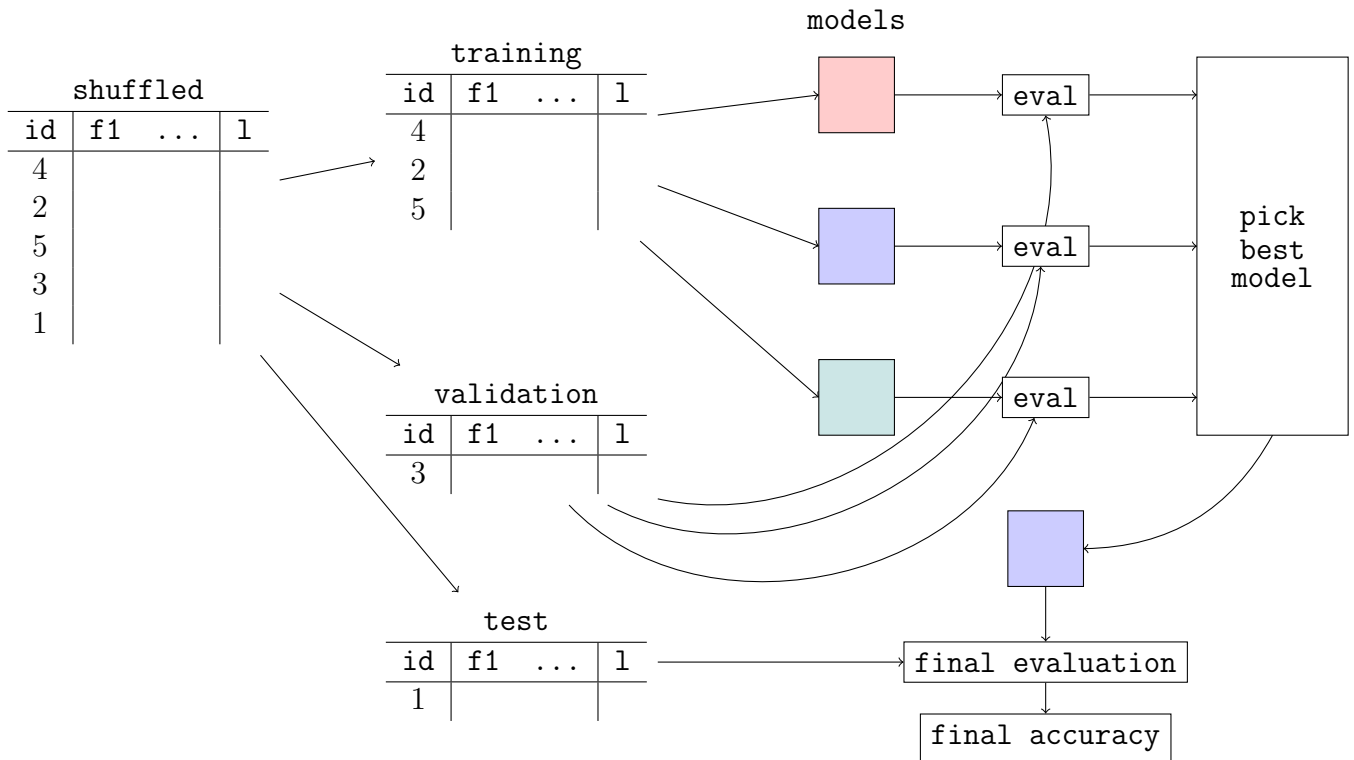 models
training
id f1 ... l
4
2
5
shuffled
id f1 ... l
4
2
5
3
1
validation
id f1 ... l
3
test
id f1 ... l
1
eval
eval
eval
pick
best
model
final evaluation
final accuracy